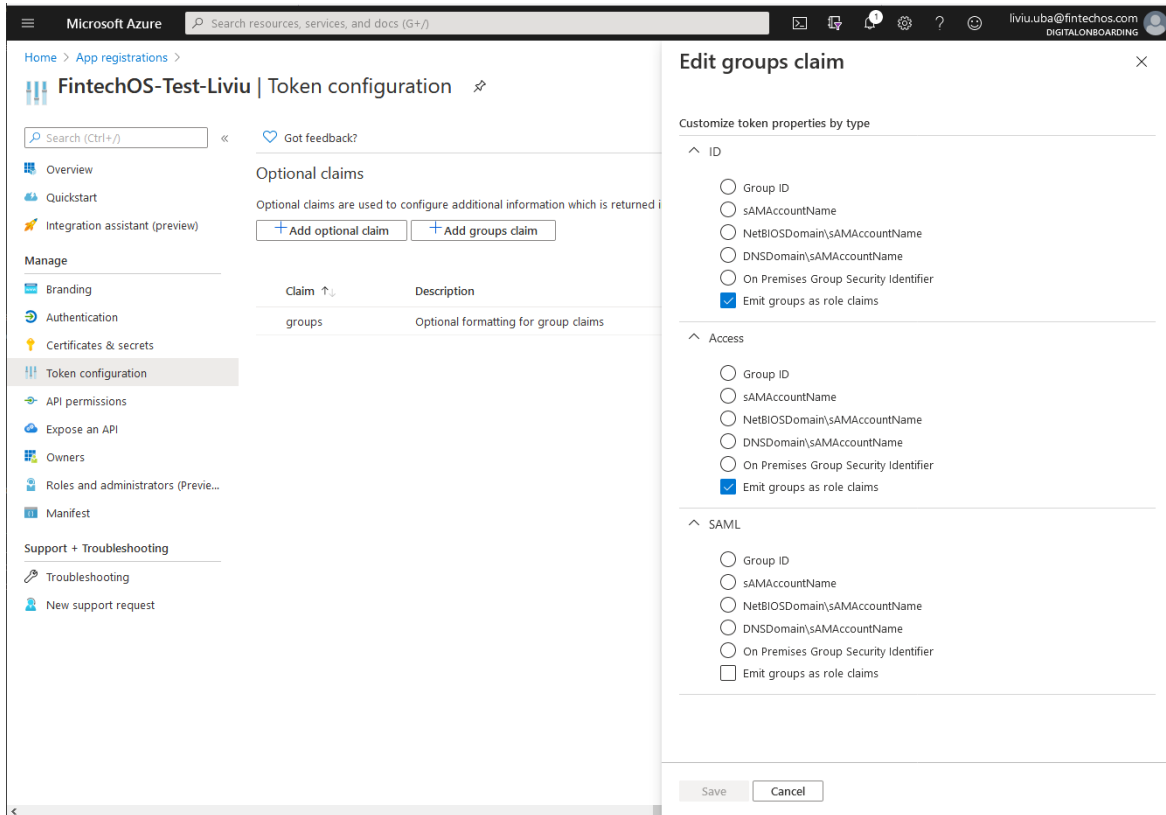 Microsoft Azure
Search resources, services, and docs (G+/)
1
liviu.uba@fintechos.com
DIGITALONBOARDING
Home > App registrations >
FintechOS-Test-Liviu | Token configuration
Search (Ctrl+/)
«
Overview
Quickstart
Integration assistant (preview)
Manage
Branding
Authentication
Certificates & secrets
Token configuration
API permissions
Expose an API
Owners
Roles and administrators (Previe...
Manifest
Support + Troubleshooting
Troubleshooting
New support request
Got feedback?
Optional claims
Optional claims are used to configure additional information which is returned i
+ Add optional claim
+ Add groups claim
Claim ↑↓ Description
groups Optional formatting for group claims
Edit groups claim
Customize token properties by type
ID
Group ID
sAMAccountName
NetBIOSDomain\sAMAccountName
DNSDomain\sAMAccountName
On Premises Group Security Identifier
Emit groups as role claims
Access
Group ID
sAMAccountName
NetBIOSDomain\sAMAccountName
DNSDomain\sAMAccountName
On Premises Group Security Identifier
Emit groups as role claims
SAML
Group ID
sAMAccountName
NetBIOSDomain\sAMAccountName
DNSDomain\sAMAccountName
On Premises Group Security Identifier
Emit groups as role claims
Save
Cancel